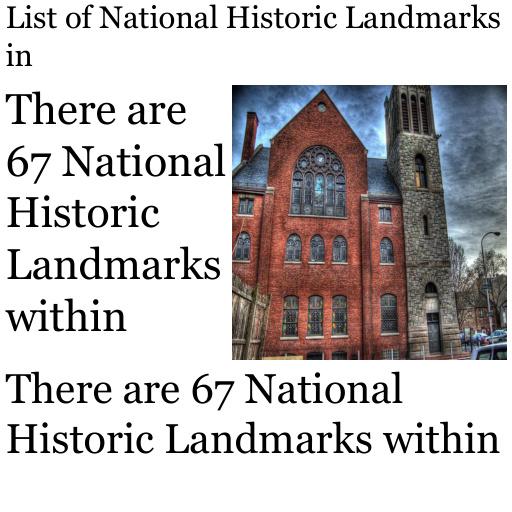 List of National Historic Landmarks
in
There are
67 National
Historic
Landmarks
within
There are 67 National
Historic Landmarks within